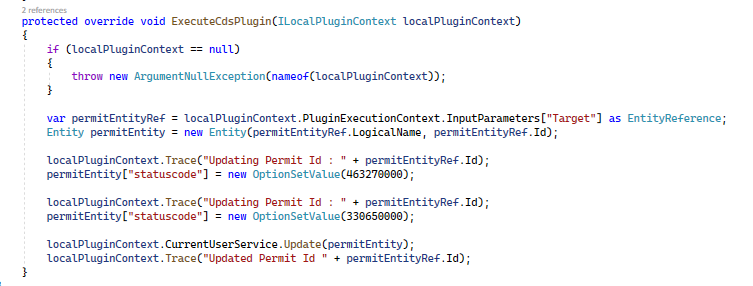 2 references
protected override void ExecuteCdsPlugin(ILocalPluginContext localPluginContext)
{
    if (localPluginContext == null)
    {
        throw new ArgumentNullException(nameof(localPluginContext));
    }

    var permitEntityRef = localPluginContext.PluginExecutionContext.InputParameters["Target"] as EntityReference;
    Entity permitEntity = new Entity(permitEntityRef.LogicalName, permitEntityRef.Id);

    localPluginContext.Trace("Updating Permit Id : " + permitEntityRef.Id);
    permitEntity["statuscode"] = new OptionSetValue(463270000);

    localPluginContext.Trace("Updating Permit Id : " + permitEntityRef.Id);
    permitEntity["statuscode"] = new OptionSetValue(330650000);

    localPluginContext.CurrentUserService.Update(permitEntity);
    localPluginContext.Trace("Updated Permit Id " + permitEntityRef.Id);
}